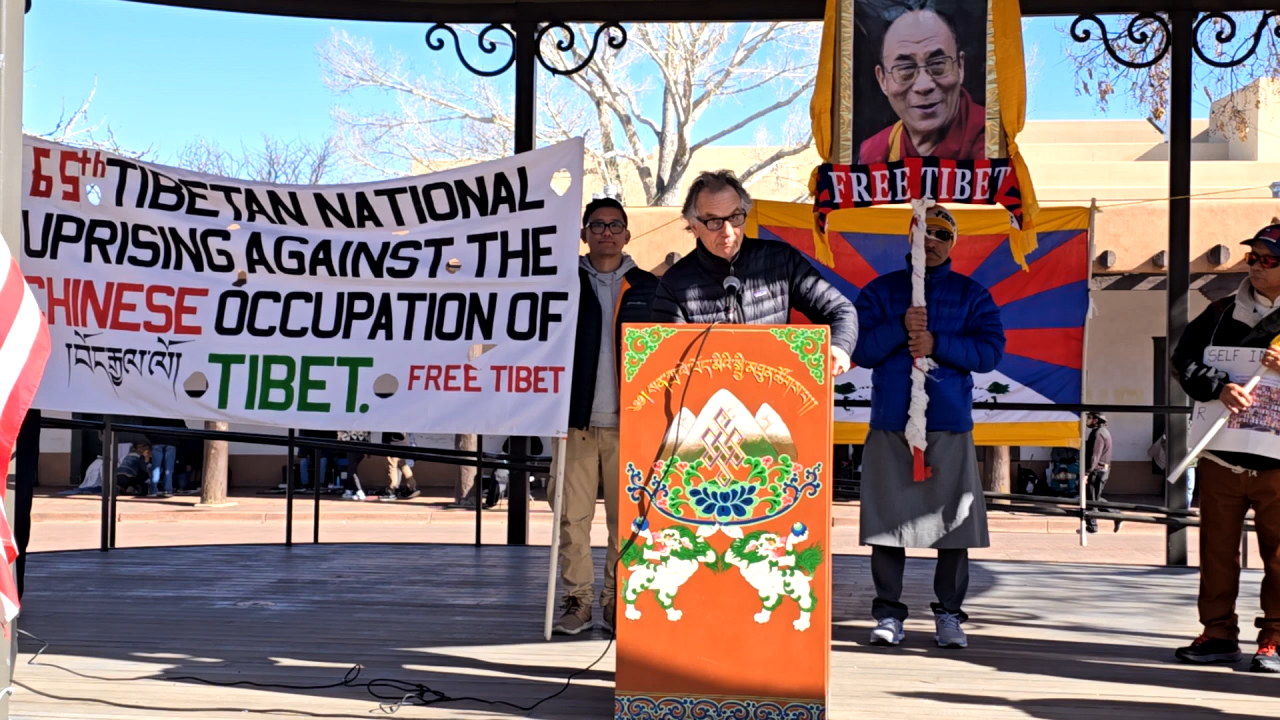 65th TIBETAN NATIONAL
UPRISING AGAINST THE
CHINESE OCCUPATION OF
TIBET. FREE TIBET
FREE TIBET
SELF I